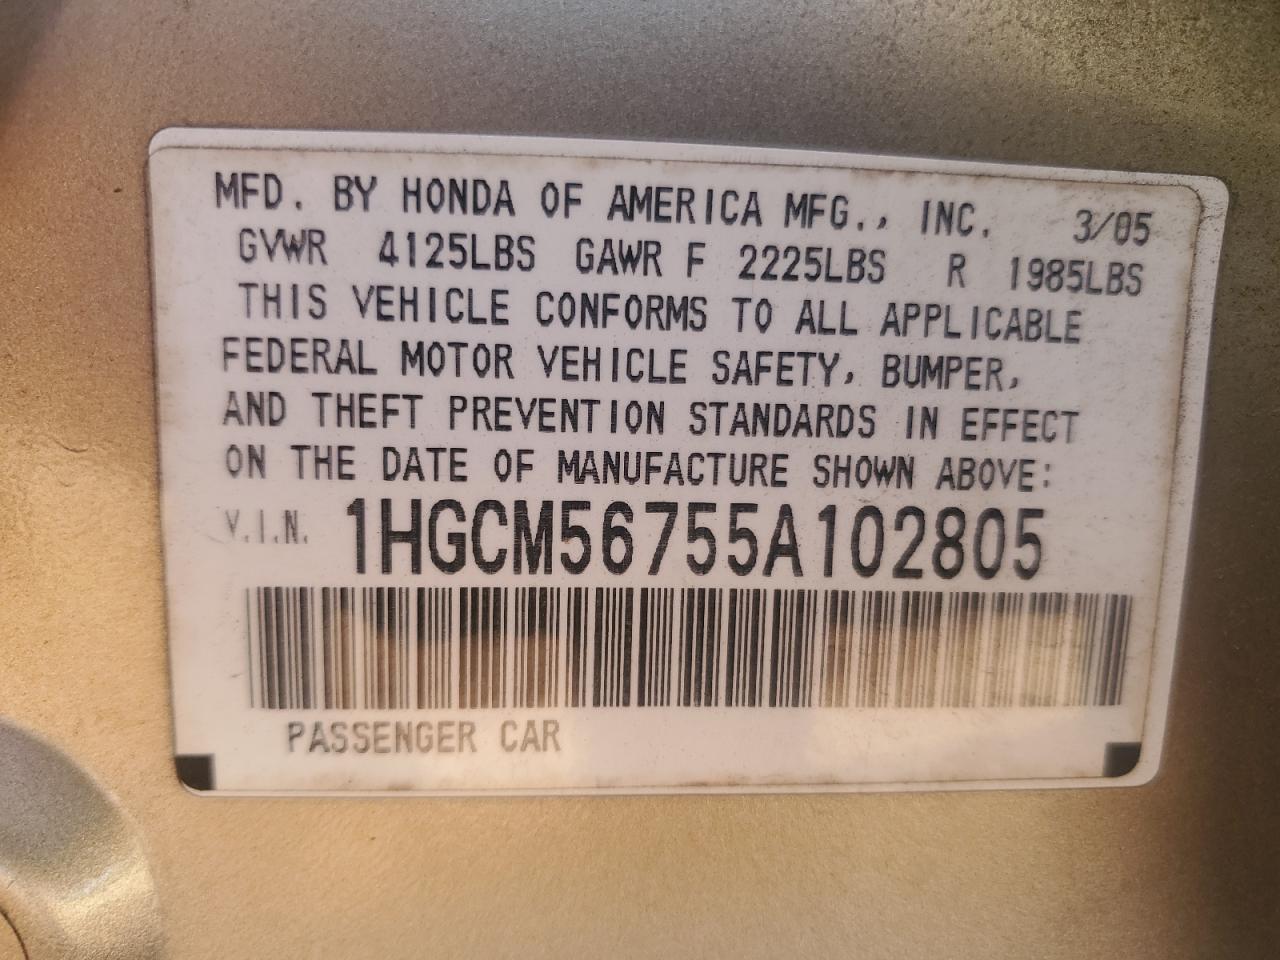 MFD. BY HONDA OF AMERICA MFG., INC. 3/05
GVWR 4125LBS GAWR F 2225LBS R 1985LBS
THIS VEHICLE CONFORMS TO ALL APPLICABLE
FEDERAL MOTOR VEHICLE SAFETY, BUMPER,
AND THEFT PREVENTION STANDARDS IN EFFECT
ON THE DATE OF MANUFACTURE SHOWN ABOVE:
V.I.N. 1HGCM56755A102805
PASSENGER CAR